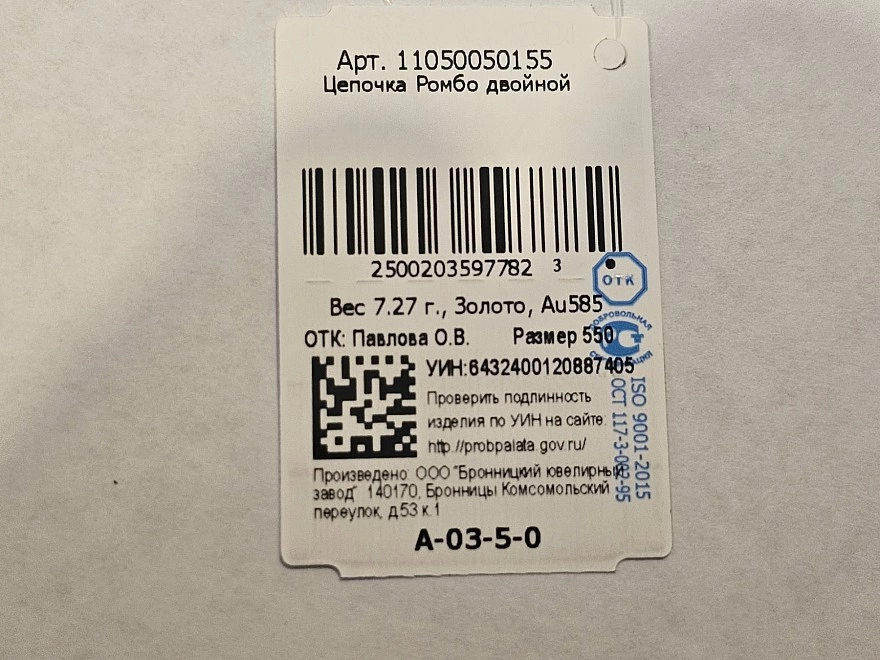 Арт. 11050050155
Цепочка Ромбо двойной
2500203597782 3
ОТК
Вес 7.27 г., Золото, Au585
ДОБРОВОЛЬНАЯ
ОТК: Павлова О.В. Размер 550
УИН:6432400120887405
Проверить подлинность
изделия по УИН на сайте:
http://probpalata.gov.ru/
ISO 9001-2015
ОСТ 117-3-002-95
Произведено: ООО "Бронницкий ювелирный
завод" 140170, Бронницы Комсомольский
переулок, д.53 к.1
А-03-5-0